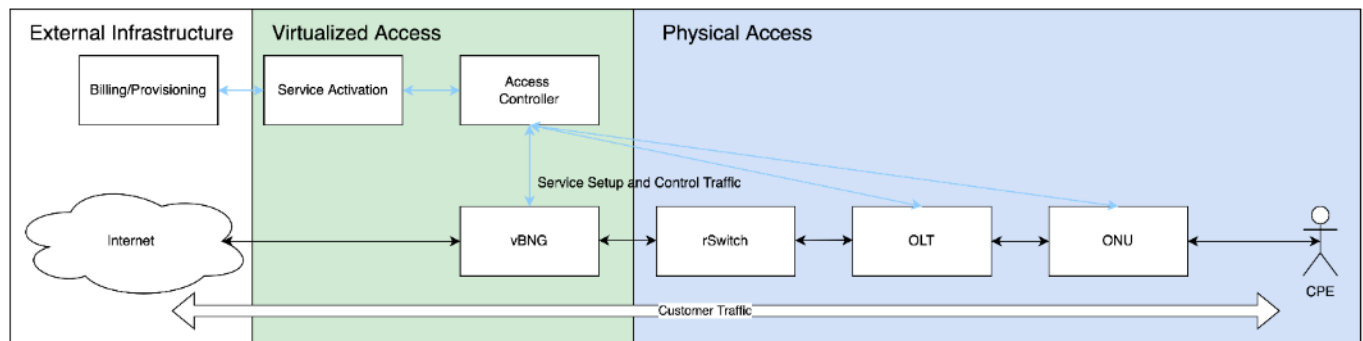 External Infrastructure
Virtualized Access
Physical Access
Billing/Provisioning
Service Activation
Access
Controller
Service Setup and Control Traffic
Internet
vBNG
rSwitch
OLT
ONU
CPE
Customer Traffic